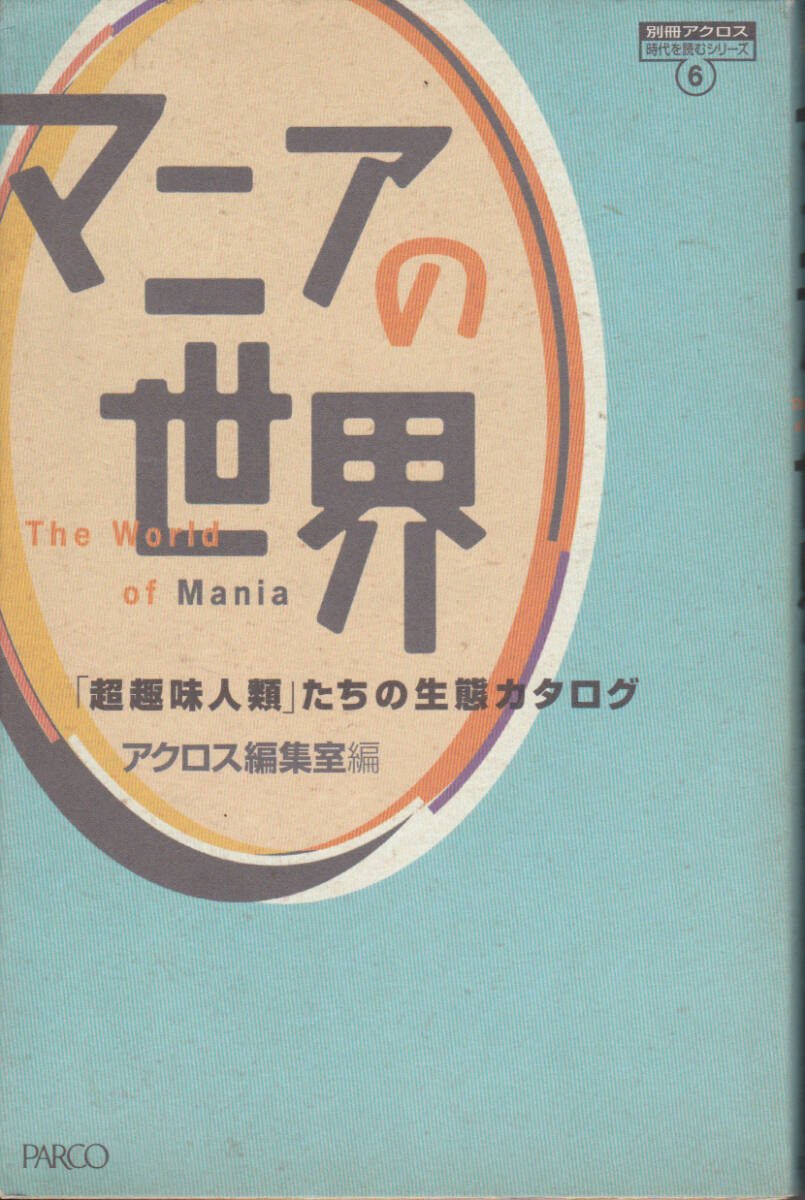 別冊アクロス
時代を読むシリーズ
6
マニアの
世界
The World
of Mania
「超趣味人類」たちの生態カタログ
アクロス編集室編
PARCO